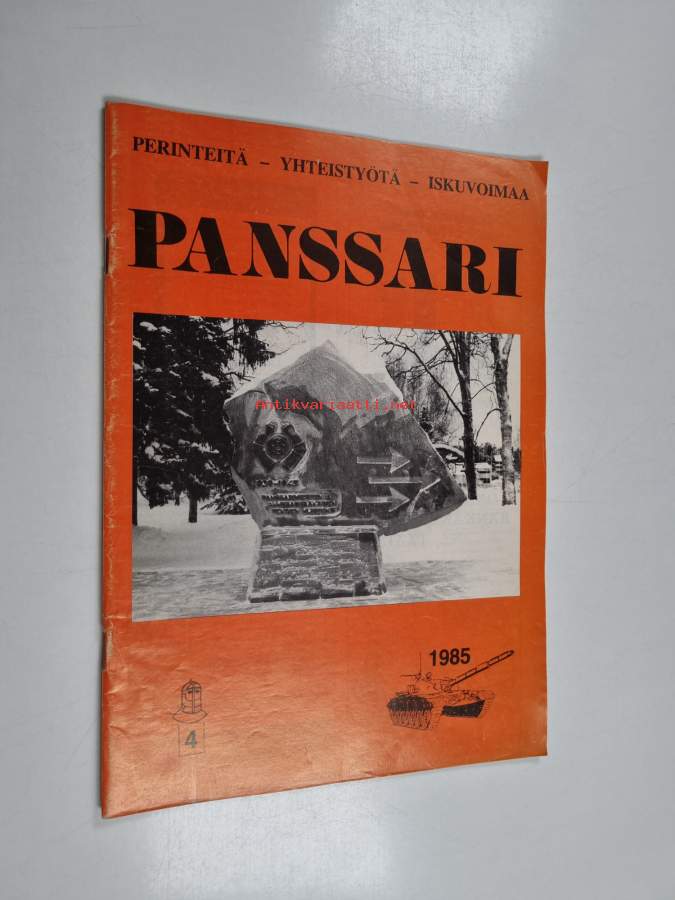 PERINTEITÄ – YHTEISTYÖTÄ – ISKUVOIMAA
PANSSARI
Antikvariaatti.net
1985
4